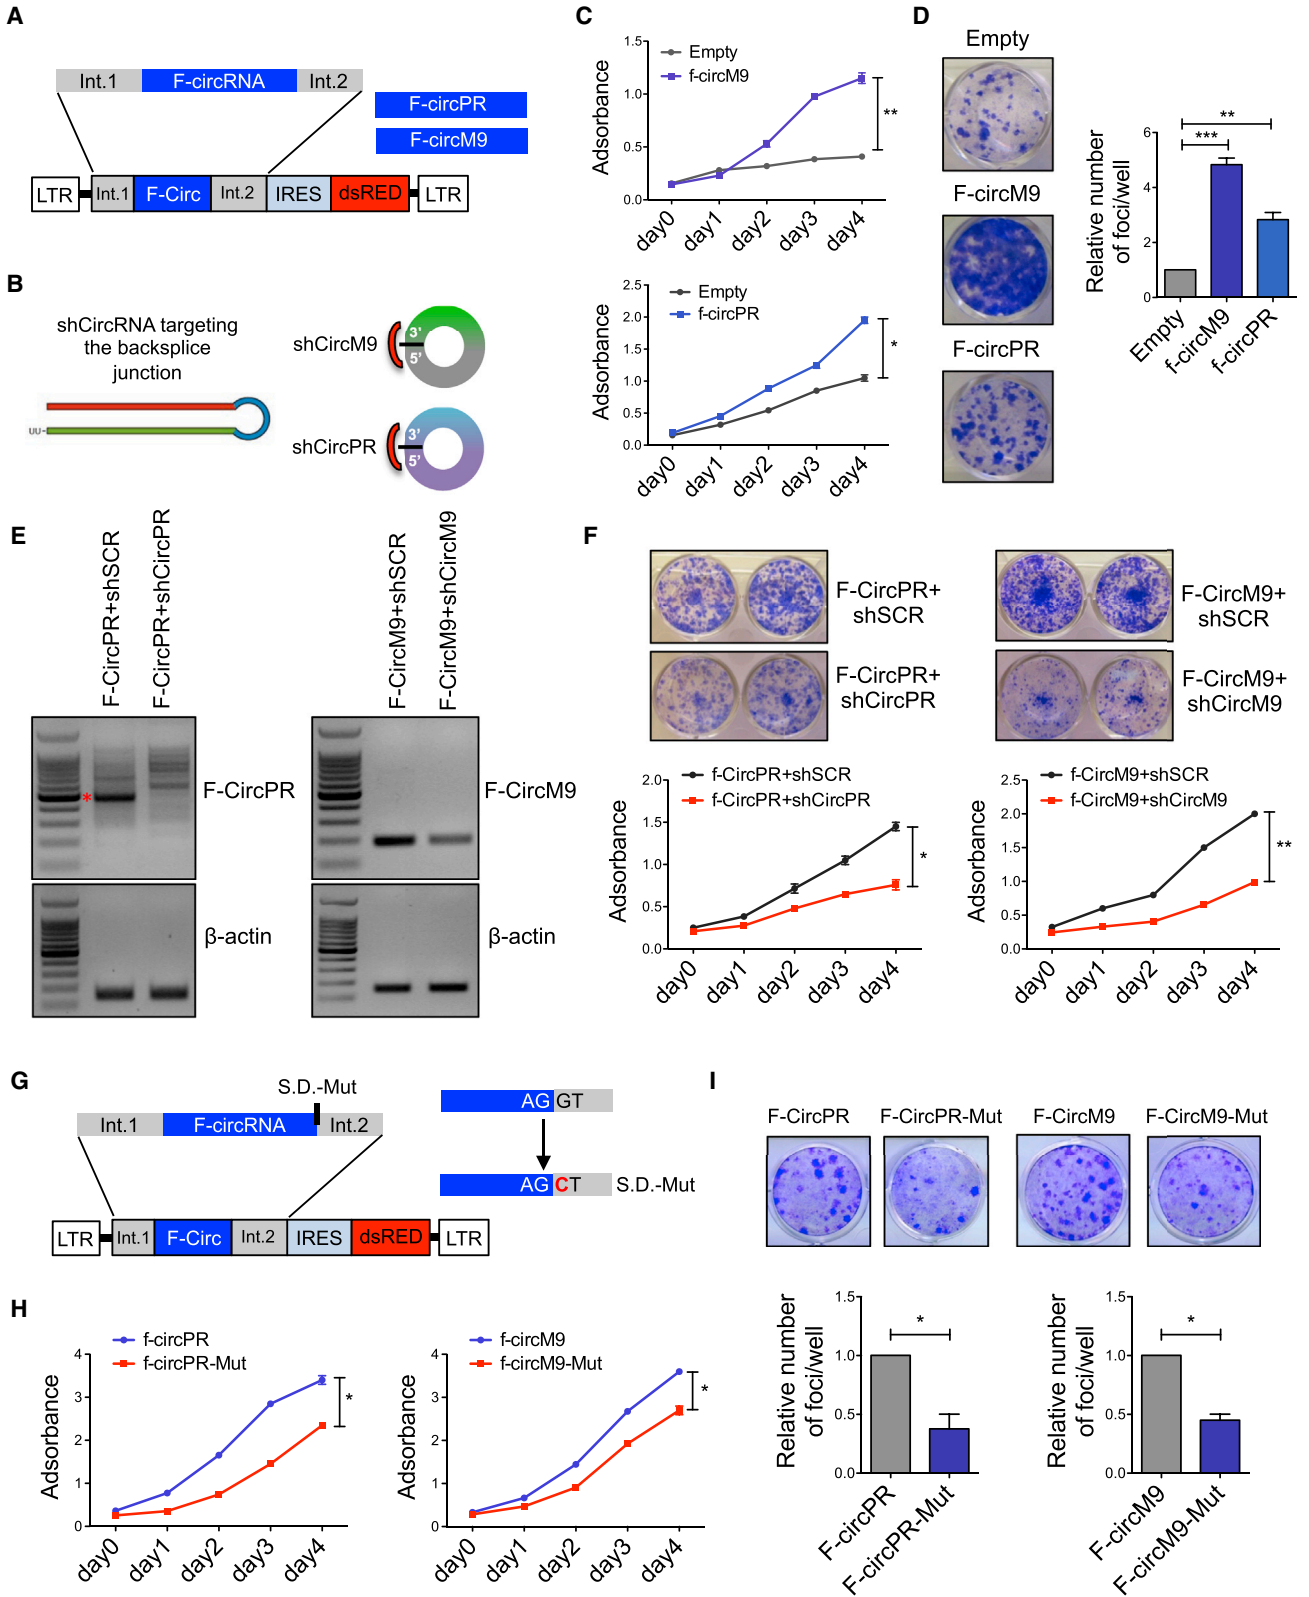 A
Int.1 F-circRNA Int.2
F-circPR
F-circM9
LTR Int.1 F-Circ Int.2 IRES dsRED LTR
B
shCircRNA targeting
the backsplice
junction
UU-
shCircM9 3’
5’
shCircPR 3’
5’
C
Adsorbance
1.5
1.0
0.5
0.0
Empty
f-circM9
**
day0 day1 day2 day3 day4
Adsorbance
2.5
2.0
1.5
1.0
0.5
0.0
Empty
f-circPR
*
day0 day1 day2 day3 day4
D
Empty
F-circM9
F-circPR
Relative number
of foci/well
6
4
2
0
**
***
Empty f-circM9 f-circPR
E
F-CircPR+shSCR
F-CircPR+shCircPR
F-CircM9+shSCR
F-CircM9+shCircM9
*
F-CircPR
F-CircM9
β-actin
β-actin
F
F-CircPR+
shSCR
F-CircPR+
shCircPR
F-CircM9+
shSCR
F-CircM9+
shCircM9
Adsorbance
2.0
1.5
1.0
0.5
0.0
f-CircPR+shSCR
f-CircPR+shCircPR
*
day0 day1 day2 day3 day4
Adsorbance
2.5
2.0
1.5
1.0
0.5
0.0
f-CircM9+shSCR
f-CircM9+shCircM9
**
day0 day1 day2 day3 day4
G
S.D.-Mut
Int.1 F-circRNA Int.2
LTR Int.1 F-Circ Int.2 IRES dsRED LTR
AG GT
AG CT S.D.-Mut
H
Adsorbance
4
3
2
1
0
f-circPR
f-circPR-Mut
*
day0 day1 day2 day3 day4
Adsorbance
4
3
2
1
0
f-circM9
f-circM9-Mut
*
day0 day1 day2 day3 day4
I
F-CircPR F-CircPR-Mut F-CircM9 F-CircM9-Mut
Relative number
of foci/well
1.5
1.0
0.5
0.0
*
F-circPR F-circPR-Mut
Relative number
of foci/well
1.5
1.0
0.5
0.0
*
F-circM9 F-circM9-Mut